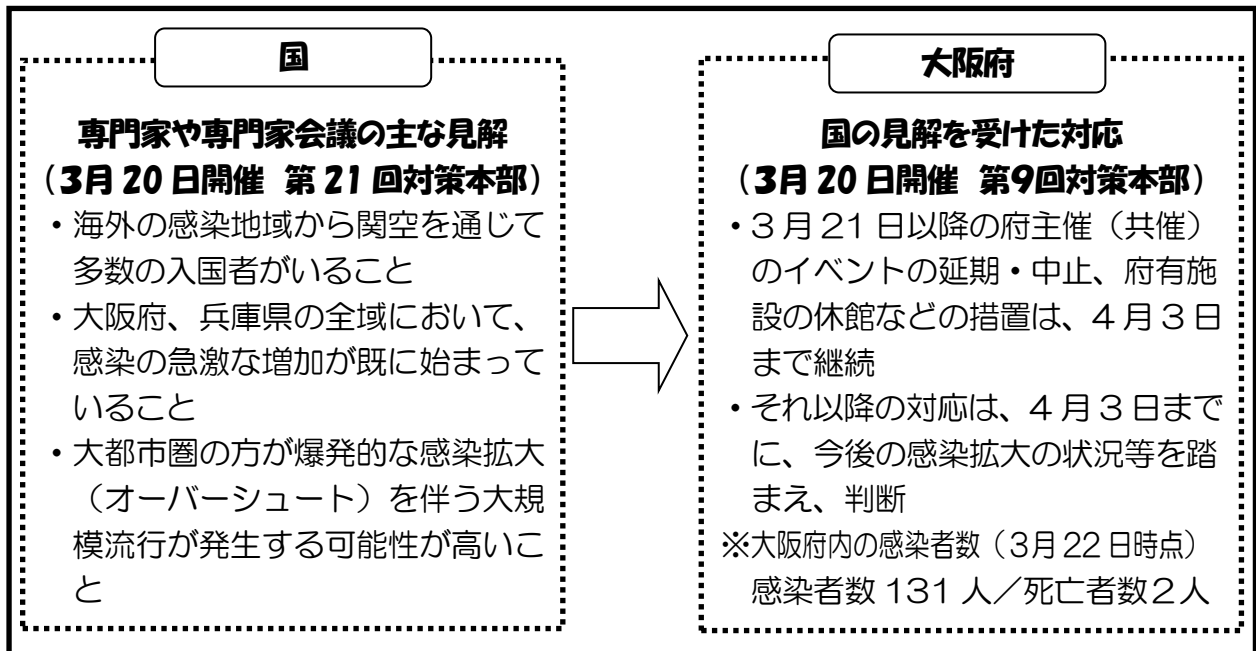 国
専門家や専門家会議の主な見解
（3月20日開催 第21回対策本部）
・海外の感染地域から関空を通じて
多数の入国者がいること
・大阪府、兵庫県の全域において、
感染の急激な増加が既に始まって
いること
・大都市圏の方が爆発的な感染拡大
（オーバーシュート）を伴う大規
模流行が発生する可能性が高いこ
と
大阪府
国の見解を受けた対応
（3月20日開催 第9回対策本部）
・３月21日以降の府主催（共催）
のイベントの延期・中止、府有施
設の休館などの措置は、４月３日
まで継続
・それ以降の対応は、４月３日まで
に、今後の感染拡大の状況等を踏
まえ、判断
※大阪府内の感染者数（３月22日時点）
感染者数131人／死亡者数２人